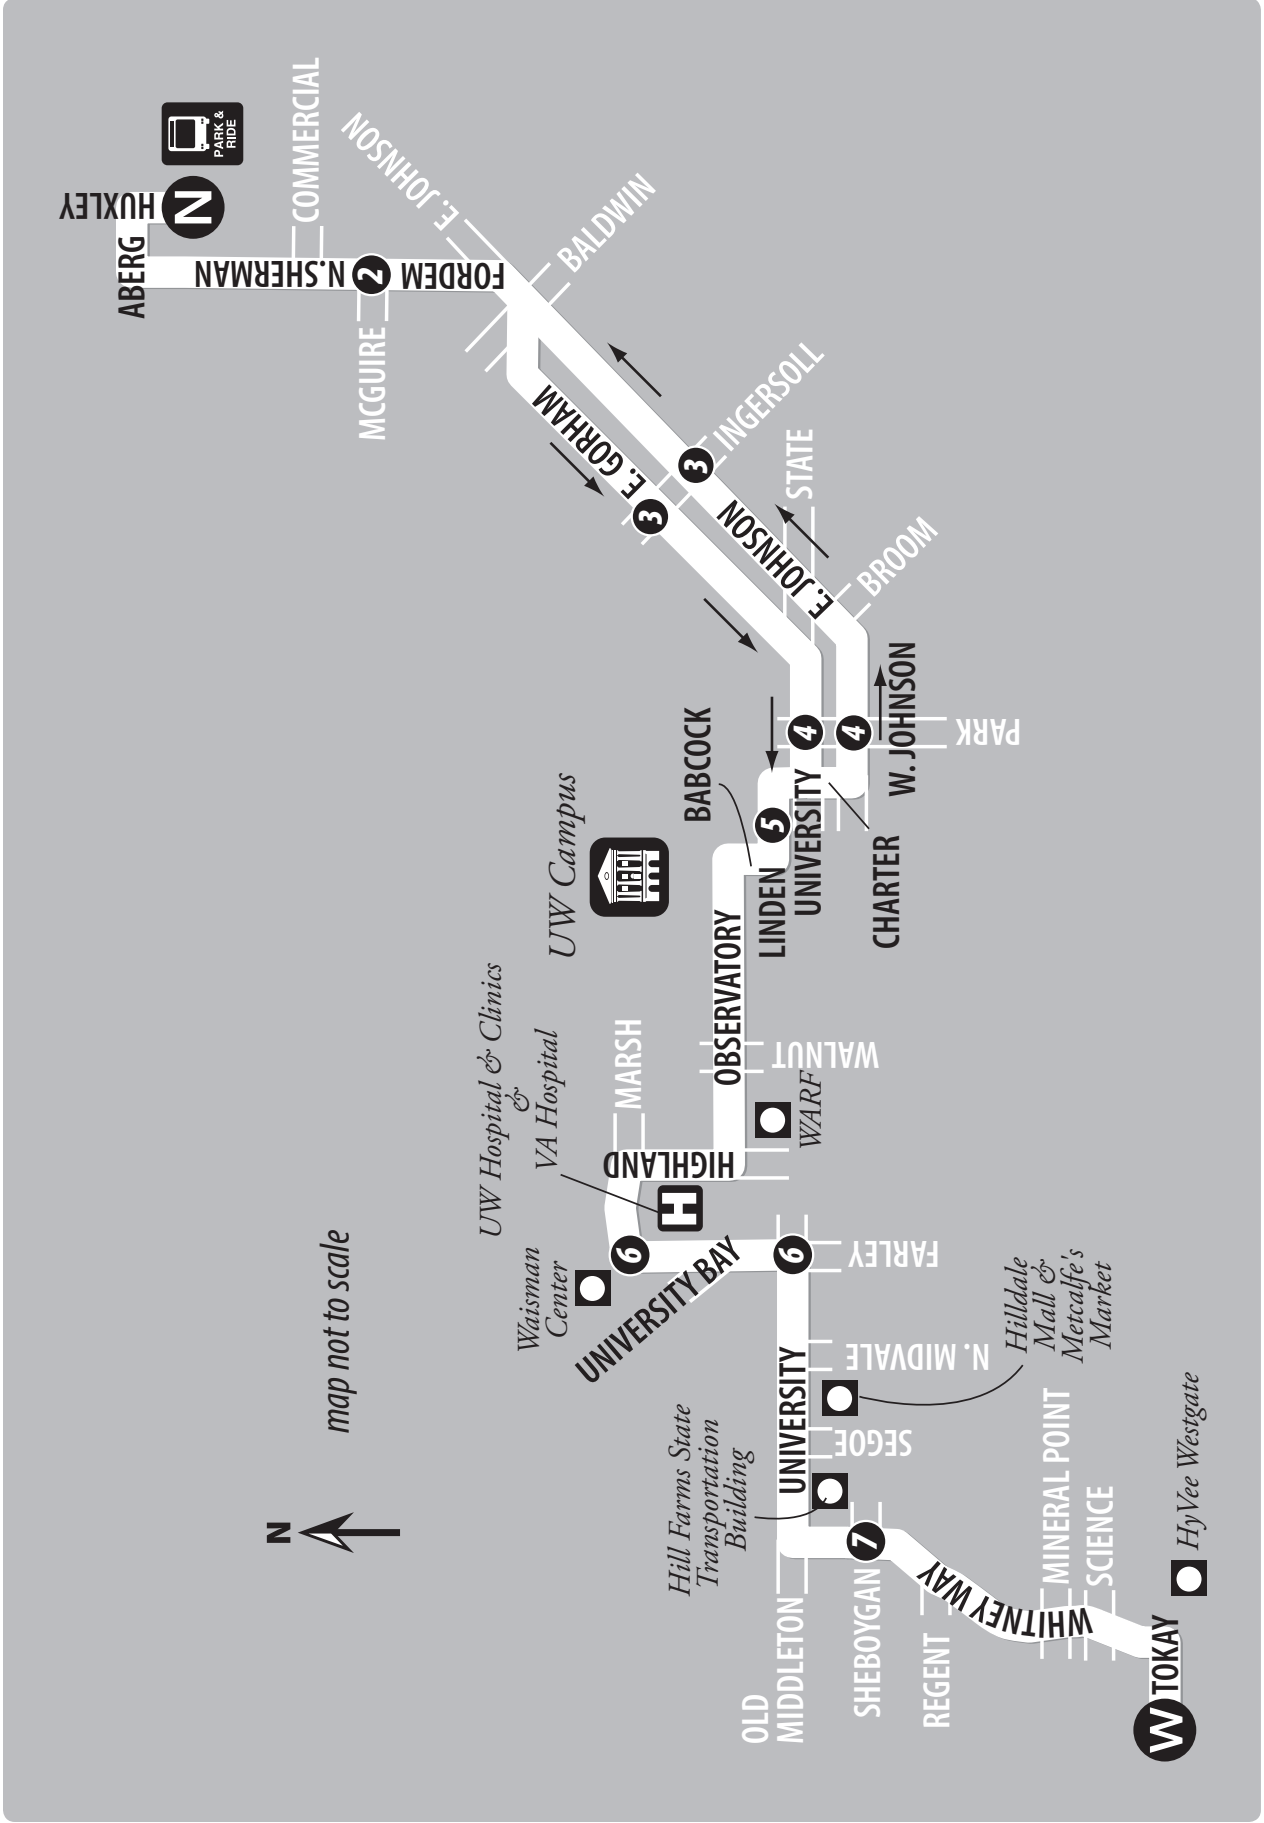 N
map not to scale
PARK &
RIDE
HUXLEY
N
ABERG
N. SHERMAN
COMMERCIAL
MCGUIRE
2
FORDEM
E. JOHNSON
BALDWIN
E. GORHAM
INGERSOLL
3
3
STATE
E. JOHNSON
BROOM
4
4
W. JOHNSON
PARK
UNIVERSITY
CHARTER
BABCOCK
5
LINDEN
UW Campus
OBSERVATORY
WALNUT
WARF
UW Hospital & Clinics
&
VA Hospital
MARSH
HIGHLAND
H
Waisman
Center
6
UNIVERSITY BAY
6
FARLEY
N. MIDVALE
Hilldale
Mall &
Metcalfe's
Market
UNIVERSITY
SEGOE
Hill Farms State
Transportation
Building
OLD
MIDDLETON
7
SHEBOYGAN
REGENT
WHITNEY WAY
MINERAL POINT
SCIENCE
HyVee Westgate
TOKAY
W